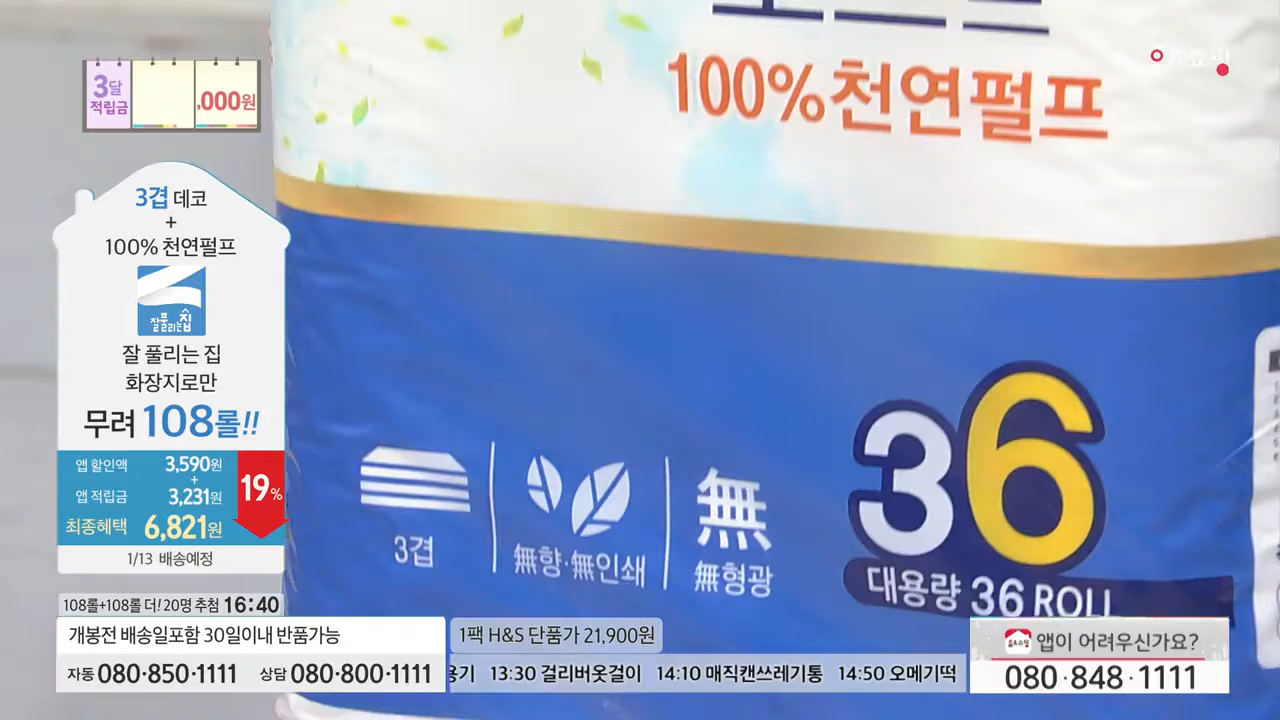 3달
적립금
,000원
3겹 데코
+
100% 천연펄프
잘풀리는집
잘 풀리는 집
화장지로만
무려 108롤!!
앱 할인액 3,590원
+
앱 적립금 3,231원
최종혜택 6,821원
19%
1/13 배송예정
108롤+108롤 더! 20명 추첨 16:40
개봉전 배송일포함 30일이내 반품가능
자동 080·850·1111 상담 080·800·1111
100%천연펄프
3겹
無향·無인쇄
無
無형광
36
대용량 36 ROLL
1팩 H&S 단품가 21,900원
용기 13:30 걸리버옷걸이 14:10 매직캔쓰레기통 14:50 오메기떡
홈&쇼핑
앱이 어려우신가요?
080·848·1111